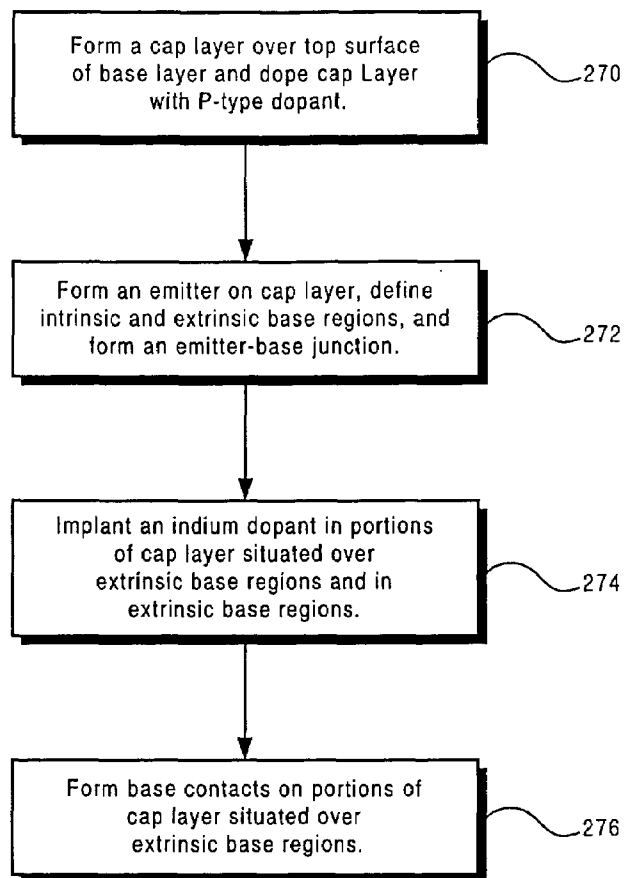 Form a cap layer over top surface
of base layer and dope cap Layer
with P-type dopant.
270
Form an emitter on cap layer, define
intrinsic and extrinsic base regions, and
form an emitter-base junction.
272
Implant an indium dopant in portions
of cap layer situated over
extrinsic base regions and in
extrinsic base regions.
274
Form base contacts on portions of
cap layer situated over
extrinsic base regions.
276